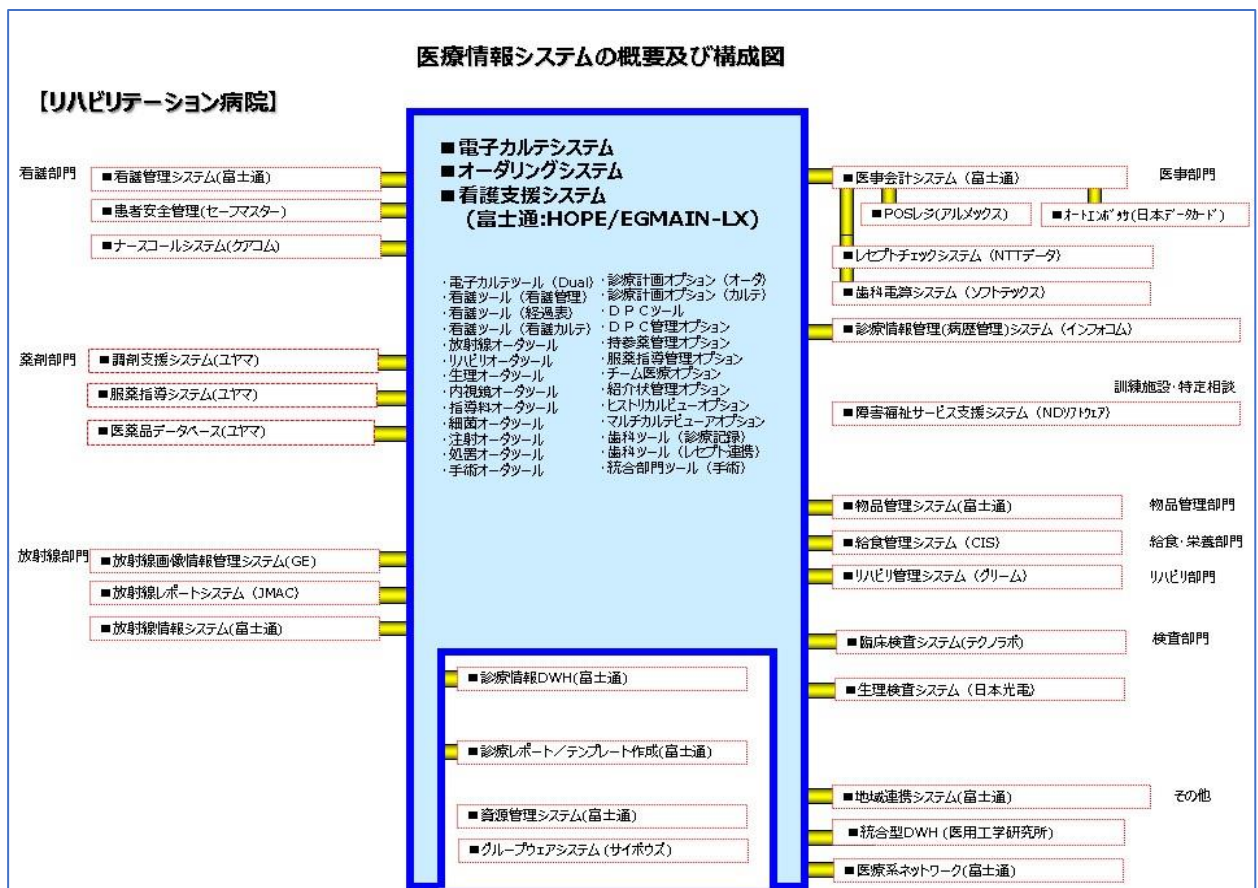 医療情報システムの概要及び構成図
【リハビリテーション病院】
■電子カルテシステム
■オーダリングシステム
■看護支援システム
(富士通:HOPE/EGMAIN-LX)
・電子カルテツール（Dual）
・看護ツール（看護管理）
・看護ツール（経過表）
・看護ツール（看護カルテ）
・放射線オーダツール
・リハビリオーダツール
・生理オーダツール
・内視鏡オーダツール
・指導料オーダツール
・細菌オーダツール
・注射オーダツール
・処置オーダツール
・手術オーダツール
・診療計画オプション（オーダ）
・診療計画オプション（カルテ）
・ＤＰＣツール
・ＤＰＣ管理オプション
・持参薬管理オプション
・服薬指導管理オプション
・チーム医療オプション
・紹介状管理オプション
・ヒストリカルビューオプション
・マルチカルテビューアオプション
・歯科ツール（診療記録）
・歯科ツール（レセプト連携）
・統合部門ツール（手術）
看護部門
■看護管理システム(富士通)
■患者安全管理(セーフマスター)
■ナースコールシステム(ケアコム)
薬剤部門
■調剤支援システム(ユヤマ)
■服薬指導システム(ユヤマ)
■医薬品データベース(ユヤマ)
放射線部門
■放射線画像情報管理システム(GE)
■放射線レポートシステム（JMAC）
■放射線情報システム(富士通)
■診療情報DWH(富士通)
■診療レポート／テンプレート作成(富士通)
■資源管理システム(富士通)
■グループウェアシステム(サイボウズ)
■医事会計システム（富士通）
医事部門
■POSレジ(アルメックス)
■オートエンボッサ(日本データカード)
■レセプトチェックシステム（NTTデータ）
■歯科電算システム（ソフトテックス）
■診療情報管理(病歴管理)システム（インフォコム）
訓練施設・特定相談
■障害福祉サービス支援システム（NDソフトウェア）
■物品管理システム(富士通)
物品管理部門
■給食管理システム（CIS）
給食・栄養部門
■リハビリ管理システム（グリーム）
リハビリ部門
■臨床検査システム(テクノラボ)
検査部門
■生理検査システム（日本光電）
■地域連携システム(富士通)
その他
■統合型DWH (医用工学研究所)
■医療系ネットワーク(富士通)